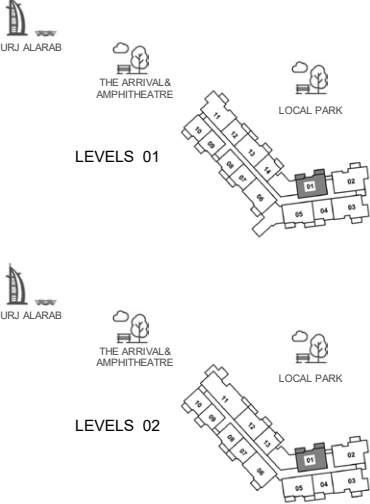 URJ ALARAB
THE ARRIVAL&
AMPHITHEATRE
LOCAL PARK
LEVELS 01
11
10
12
09
13
08
14
07
01
02
06
05
04
03
URJ ALARAB
THE ARRIVAL&
AMPHITHEATRE
LOCAL PARK
LEVELS 02
11
10
09
12
08
13
07
01
02
06
05
04
03